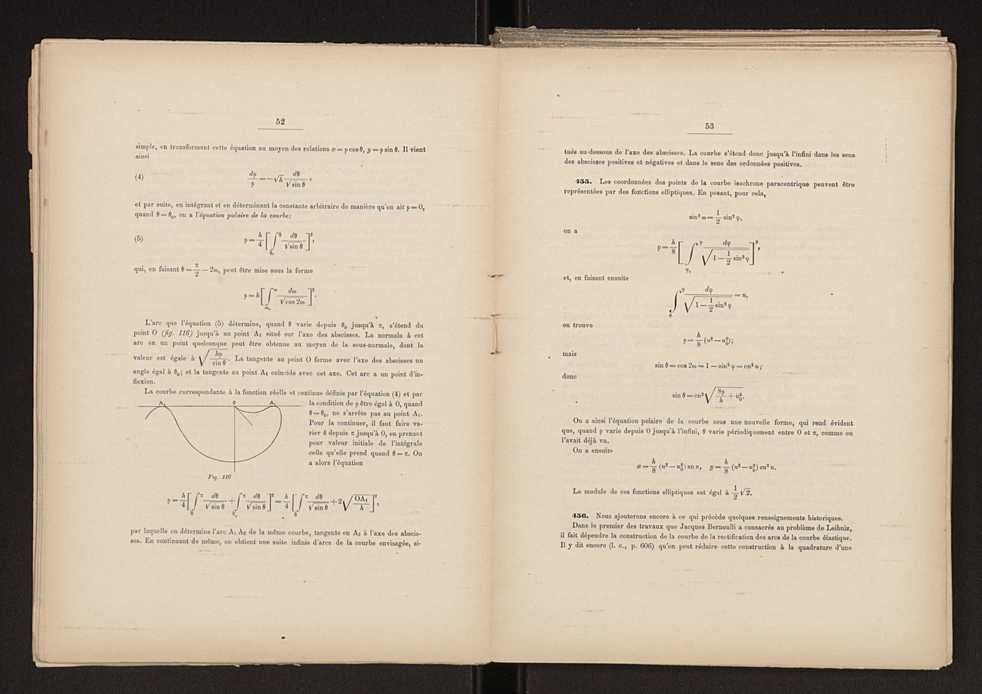 52
simple, en transformant cette équation au moyen des relations x = ρ cos θ, y = ρ sin θ. Il vient
ainsi
(4) dρ/ρ = — √h dθ/√sin θ ,
et par suite, en intégrant et en déterminant la constante arbitraire de manière qu'on ait ρ = 0,
quand θ = θ₀, on a l'équation polaire de la courbe:
(5) ρ = h/4 [∫_θ₀^θ dθ/√sin θ]²,
qui, en faisant θ = π/2 — 2ω, peut être mise sous la forme
ρ = h [∫_ω₀^ω dω/√cos 2ω]².
L'arc que l'équation (5) détermine, quand θ varie depuis θ₀ jusqu'à π, s'étend du
point O (fig. 116) jusqu'à un point A₁ situé sur l'axe des abscisses. La normale à cet
arc en un point quelconque peut être obtenue au moyen de la sous-normale, dont la
valeur est égale à √(hρ/sin θ). La tangente au point O forme avec l'axe des abscisses un
angle égal à θ₀; et la tangente au point A₁ coïncide avec cet axe. Cet arc a un point d'in-
flexion.
La courbe correspondante à la fonction réelle et continue définie par l'équation (4) et par
la condition de ρ être égal à 0, quand
θ = θ₀, ne s'arrête pas au point A₁.
Pour la continuer, il faut faire va-
rier θ depuis π jusqu'à 0, en prenant
pour valeur initiale de l'intégrale
celle qu'elle prend quand θ = π. On
a alors l'équation
Fig. 116
ρ = h/4 [∫_θ₀^π dθ/√sin θ + ∫_θ^π dθ/√sin θ]² = h/4 [∫_θ^π dθ/√sin θ + 2√(OA₁/h)]²,
par laquelle on détermine l'arc A₁A₂ de la même courbe, tangente en A₂ à l'axe des abscis-
ses. En continuant de même, on obtient une suite infinie d'arcs de la courbe envisagée, si-
53
tués au-dessous de l'axe des abscisses. La courbe s'étend donc jusqu'à l'infini dans les sens
des abscisses positives et négatives et dans le sens des ordonnées positives.
455. Les coordonnées des points de la courbe isochrone paracentrique peuvent être
représentées par des fonctions elliptiques. En posant, pour cela,
sin² ω = 1/2 sin² φ,
on a
ρ = h/8 [∫_φ₀^φ dφ/√(1 — 1/2 sin² φ)]²,
et, en faisant ensuite
∫_0^φ dφ/√(1 — 1/2 sin² φ) = u,
on trouve
ρ = h/8 (u² — u₀²);
mais
sin θ = cos 2ω = 1 — sin² φ = cn² u;
donc
sin θ = cn² √(8ρ/h + u₀²).
On a ainsi l'équation polaire de la courbe sous une nouvelle forme, qui rend évident
que, quand ρ varie depuis 0 jusqu'à l'infini, θ varie périodiquement entre 0 et π, comme on
l'avait déjà vu.
On a ensuite
x = h/8 (u² — u₀²) sn u, y = h/8 (u² — u₀²) cn² u.
Le module de ces fonctions elliptiques est égal à 1/2 √2.
456. Nous ajouterons encore à ce qui précède quelques renseignements historiques.
Dans le premier des travaux que Jacques Bernoulli a consacrés au problème de Leibniz,
il fait dépendre la construction de la courbe de la rectification des arcs de la courbe élastique.
Il y dit encore (l. c., p. 606) qu'on peut réduire cette construction à la quadrature d'une